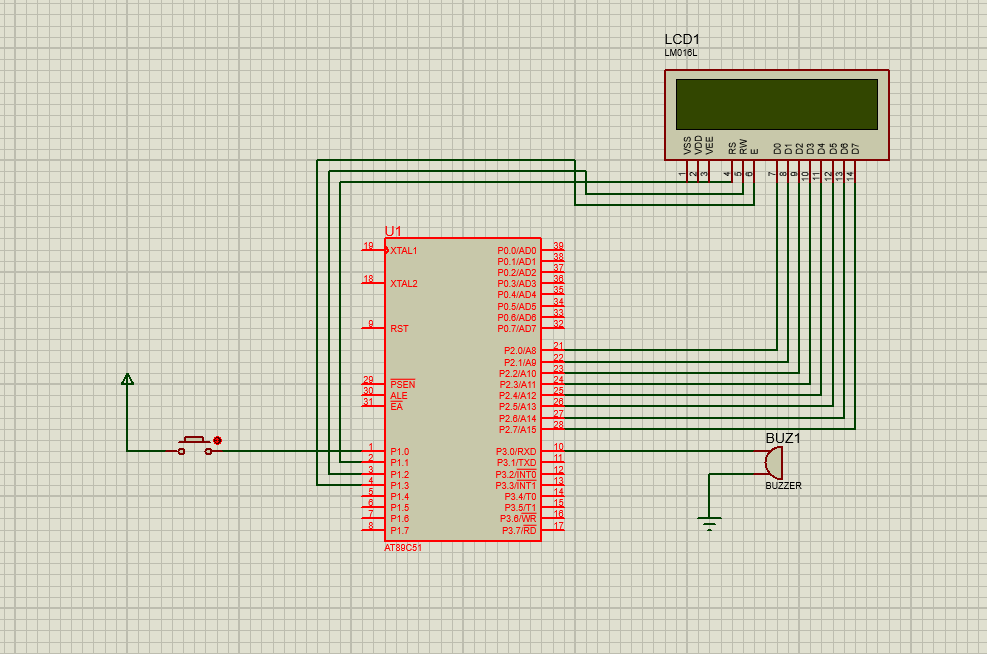 LCD1
LM016L
VSS VDD VEE RS RW E D0 D1 D2 D3 D4 D5 D6 D7
1 2 3 4 5 6 7 8 9 10 11 12 13 14
U1
19 XTAL1 P0.0/AD0 39
P0.1/AD1 38
P0.2/AD2 37
18 XTAL2 P0.3/AD3 36
P0.4/AD4 35
P0.5/AD5 34
P0.6/AD6 33
9 RST P0.7/AD7 32
P2.0/A8 21
P2.1/A9 22
P2.2/A10 23
29 PSEN P2.3/A11 24
30 ALE P2.4/A12 25
31 EA P2.5/A13 26
P2.6/A14 27
P2.7/A15 28
1 P1.0 P3.0/RXD 10
2 P1.1 P3.1/TXD 11
3 P1.2 P3.2/INT0 12
4 P1.3 P3.3/INT1 13
5 P1.4 P3.4/T0 14
6 P1.5 P3.5/T1 15
7 P1.6 P3.6/WR 16
8 P1.7 P3.7/RD 17
AT89C51
BUZ1
BUZZER